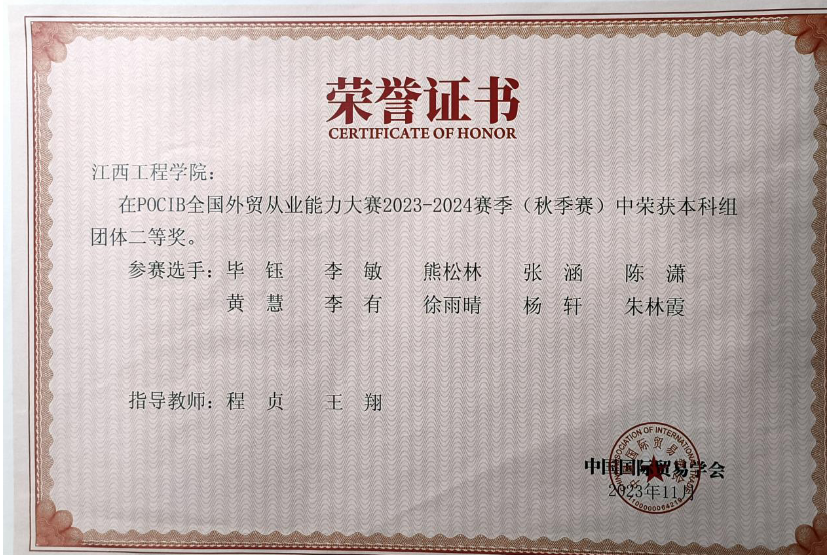 荣誉证书
CERTIFICATE OF HONOR
江西工程学院：
在POCIB全国外贸从业能力大赛2023-2024赛季（秋季赛）中荣获本科组
团体二等奖。
参赛选手：毕 钰 李 敏 熊松林 张 涵 陈 潇
黄 慧 李 有 徐雨晴 杨 轩 朱林霞
指导教师：程 贞 王 翔
中国国际贸易学会
2023年11月